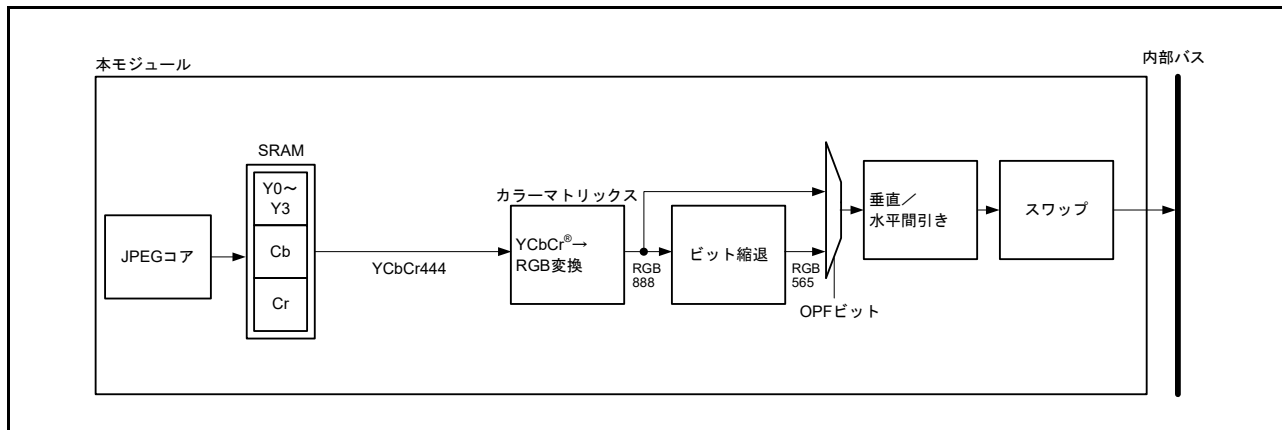 本モジュール
内部バス
SRAM
Y0～
Y3
Cb
Cr
JPEGコア
YCbCr444
カラーマトリックス
YCbCr®→
RGB変換
RGB
888
ビット縮退
RGB
565
OPFビット
垂直／
水平間引き
スワップ